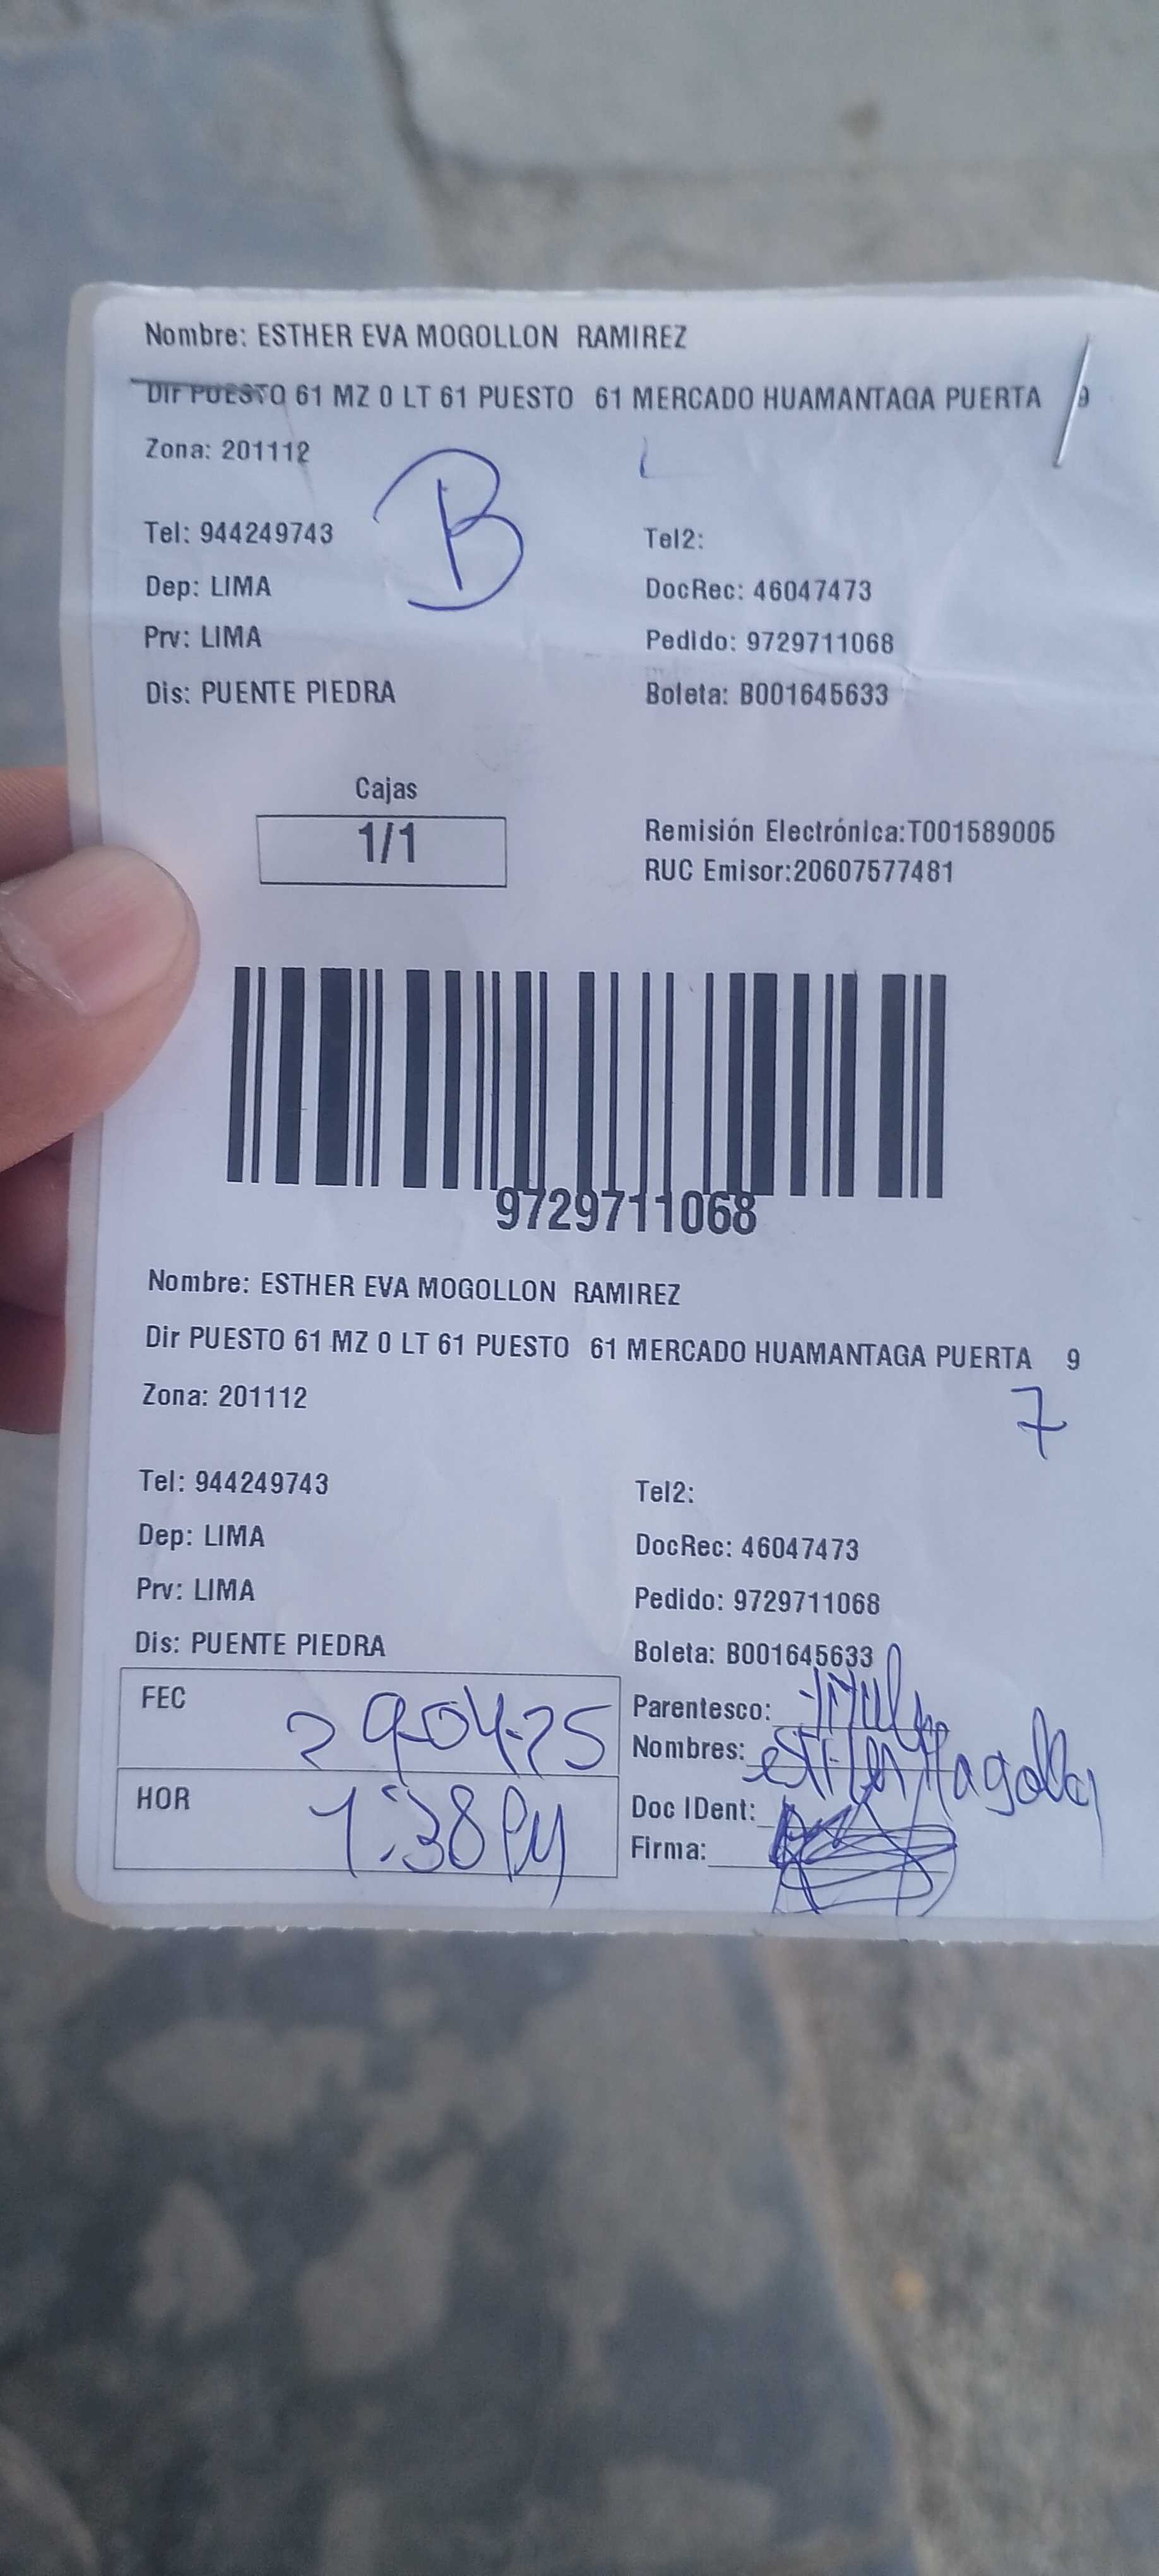 Nombre: ESTHER EVA MOGOLLON RAMIREZ
Dir PUESTO 61 MZ 0 LT 61 PUESTO 61 MERCADO HUAMANTAGA PUERTA 9
Zona: 201112
B
Tel: 944249743
Tel2:
Dep: LIMA
DocRec: 46047473
Prv: LIMA
Pedido: 9729711068
Dis: PUENTE PIEDRA
Boleta: B001645633
Cajas
1/1
Remisión Electrónica:T001589005
RUC Emisor:20607577481
9729711068
Nombre: ESTHER EVA MOGOLLON RAMIREZ
Dir PUESTO 61 MZ 0 LT 61 PUESTO 61 MERCADO HUAMANTAGA PUERTA 9
Zona: 201112
7
Tel: 944249743
Tel2:
Dep: LIMA
DocRec: 46047473
Prv: LIMA
Pedido: 9729711068
Dis: PUENTE PIEDRA
Boleta: B001645633
FEC 29-04-25
Parentesco:
Nombres:
HOR 1:38 PM
Doc IDent:
Firma: